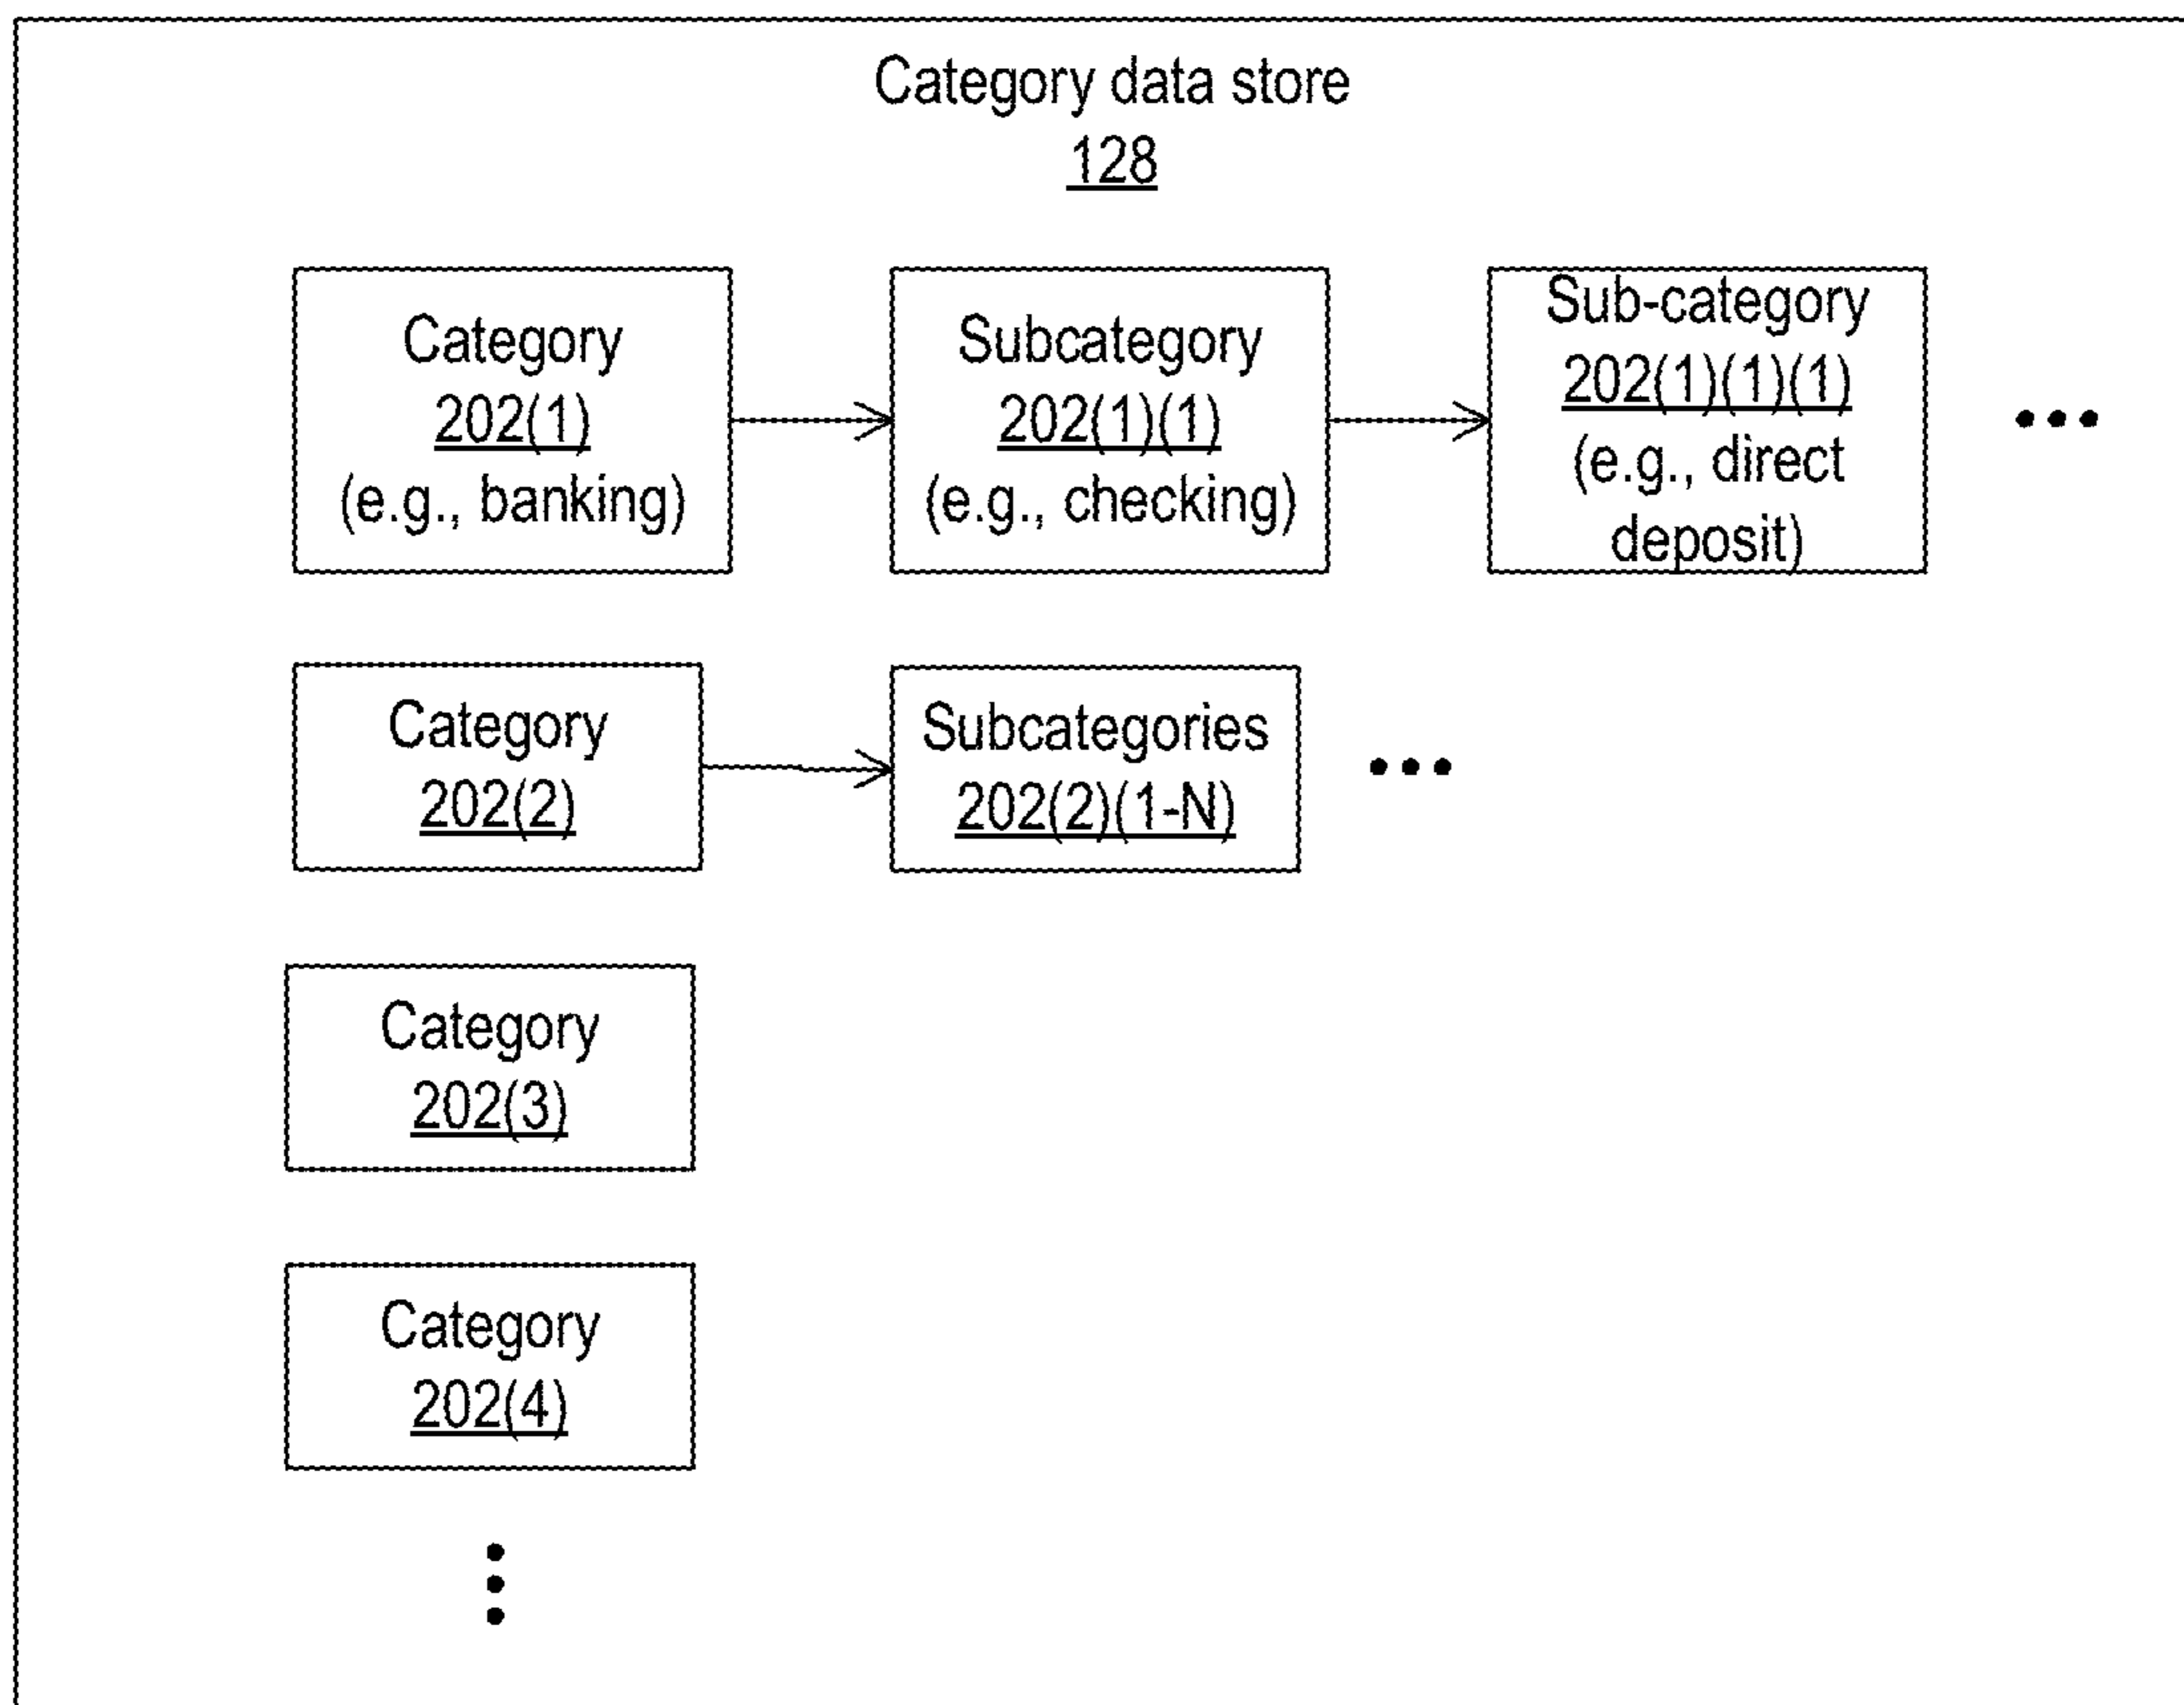 Category data store
128
Category
202(1)
(e.g., banking)
Subcategory
202(1)(1)
(e.g., checking)
Sub-category
202(1)(1)(1)
(e.g., direct
deposit)
Category
202(2)
Subcategories
202(2)(1-N)
Category
202(3)
Category
202(4)